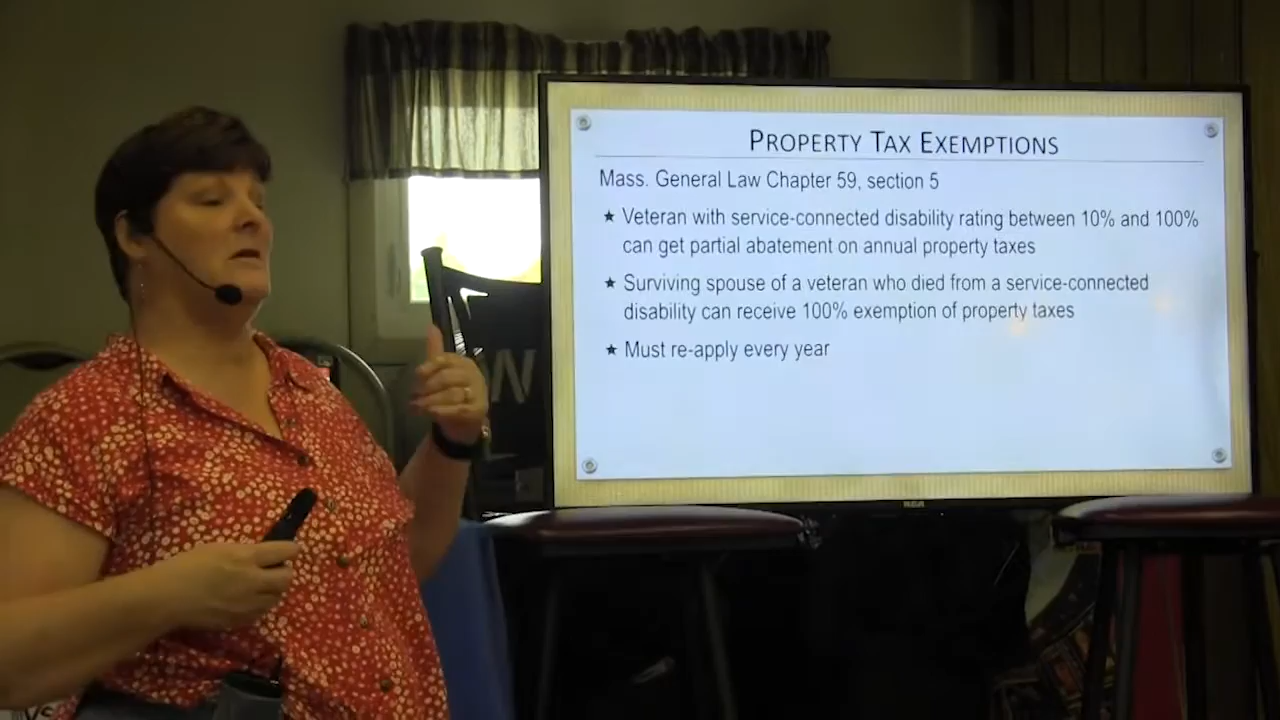 PROPERTY TAX EXEMPTIONS
Mass. General Law Chapter 59, section 5
★ Veteran with service-connected disability rating between 10% and 100%
can get partial abatement on annual property taxes
★ Surviving spouse of a veteran who died from a service-connected
disability can receive 100% exemption of property taxes
★ Must re-apply every year
RCA
W